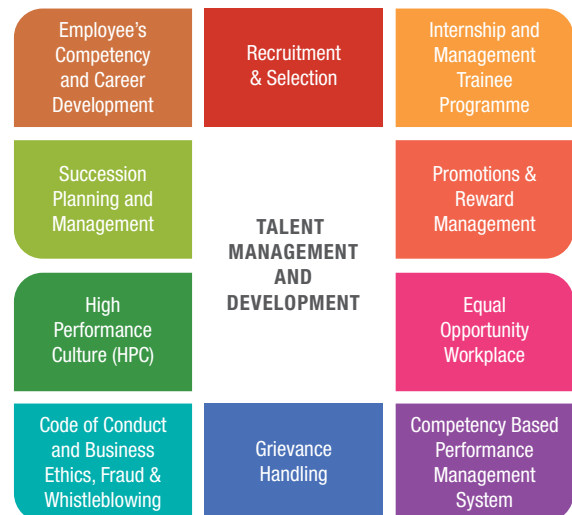 Employee’s
Competency
and Career
Development
Recruitment
& Selection
Internship and
Management
Trainee
Programme
Succession
Planning and
Management
TALENT
MANAGEMENT
AND
DEVELOPMENT
Promotions &
Reward
Management
High
Performance
Culture (HPC)
Equal
Opportunity
Workplace
Code of Conduct
and Business
Ethics, Fraud &
Whistleblowing
Grievance
Handling
Competency Based
Performance
Management
System